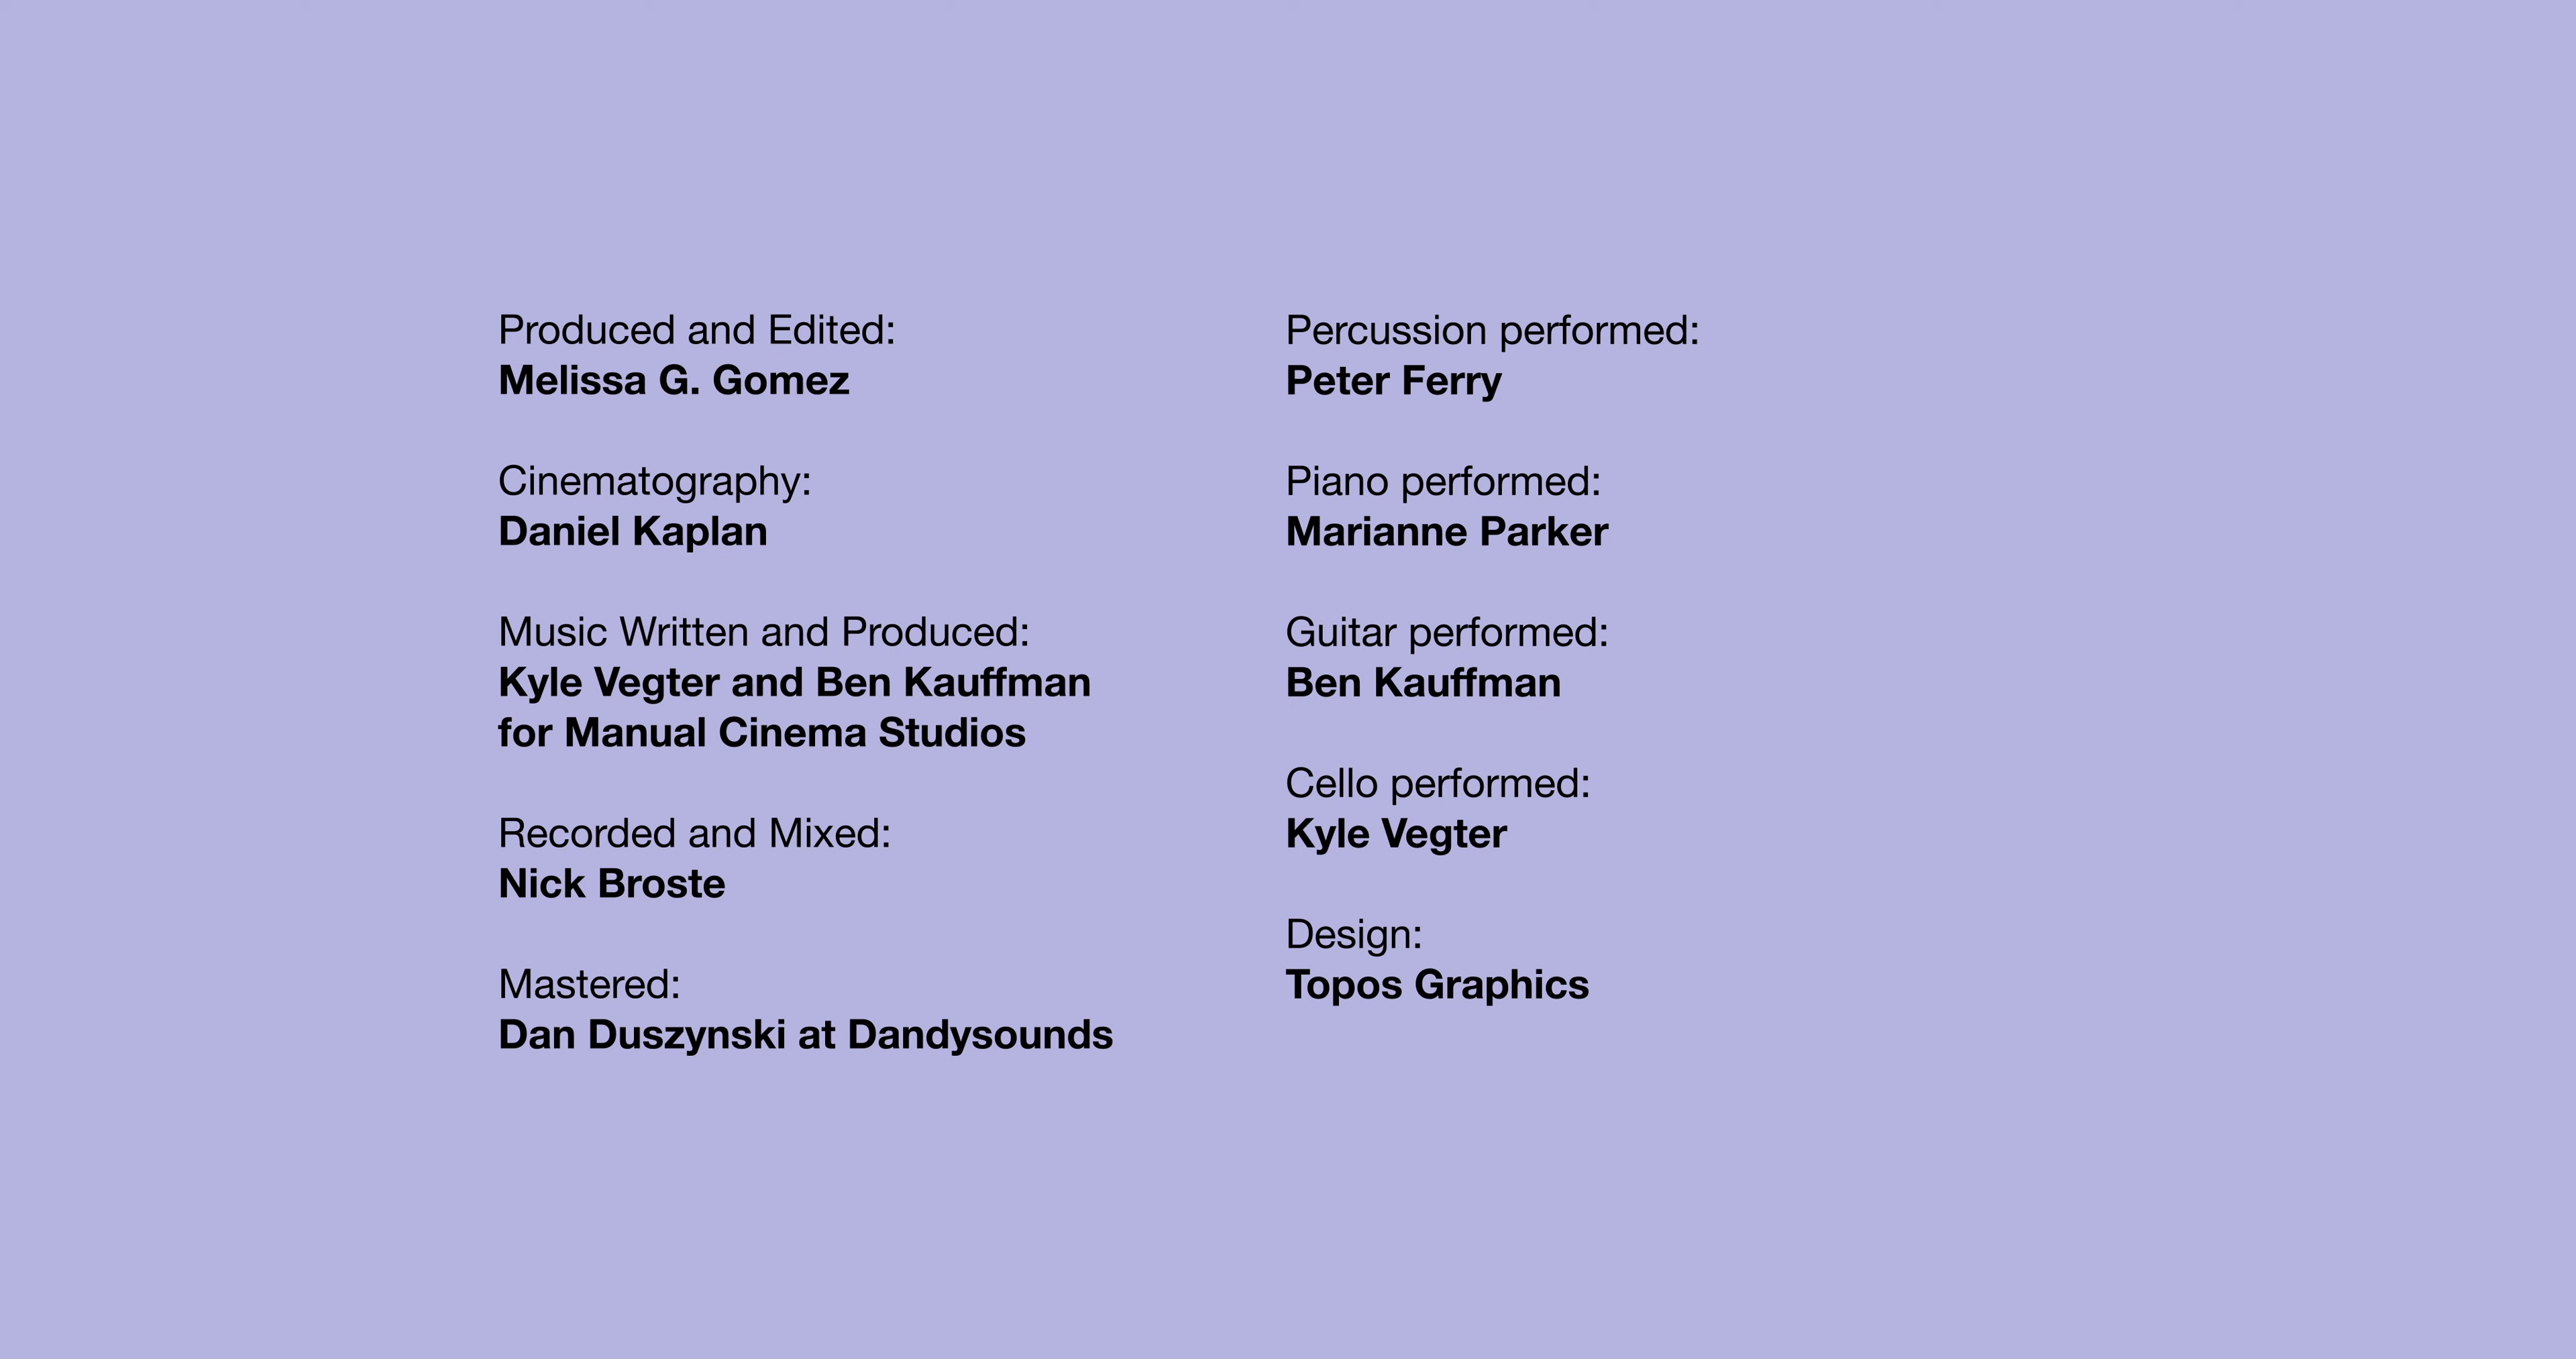 Produced and Edited:
Melissa G. Gomez
Cinematography:
Daniel Kaplan
Music Written and Produced:
Kyle Vegter and Ben Kauffman
for Manual Cinema Studios
Recorded and Mixed:
Nick Broste
Mastered:
Dan Duszynski at Dandysounds
Percussion performed:
Peter Ferry
Piano performed:
Marianne Parker
Guitar performed:
Ben Kauffman
Cello performed:
Kyle Vegter
Design:
Topos Graphics